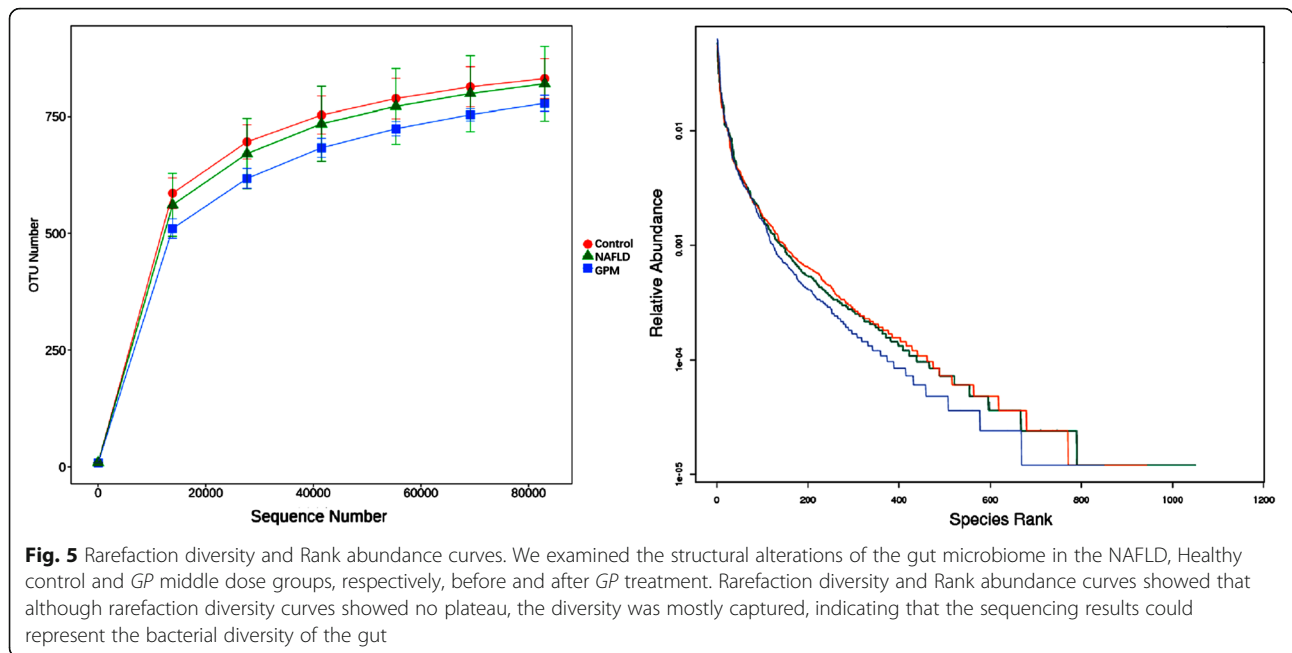 OTU Number
750
500
250
0
0
20000
40000
60000
80000
Sequence Number
Control
NAFLD
GPM
Relative Abundance
0.01
0.001
1e-04
1e-05
0
200
400
600
800
1000
1200
Species Rank
Fig. 5 Rarefaction diversity and Rank abundance curves. We examined the structural alterations of the gut microbiome in the NAFLD, Healthy
control and GP middle dose groups, respectively, before and after GP treatment. Rarefaction diversity and Rank abundance curves showed that
although rarefaction diversity curves showed no plateau, the diversity was mostly captured, indicating that the sequencing results could
represent the bacterial diversity of the gut